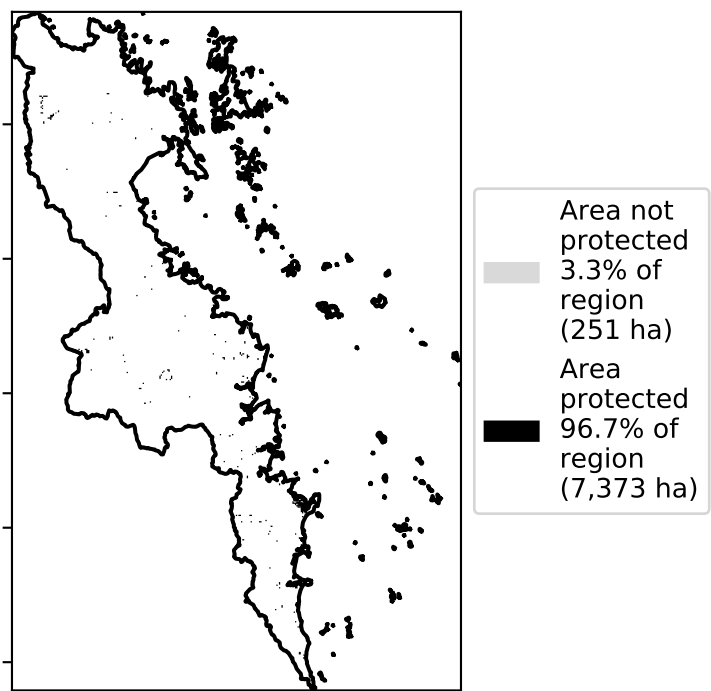 Area not
protected
3.3% of
region
(251 ha)
Area
protected
96.7% of
region
(7,373 ha)